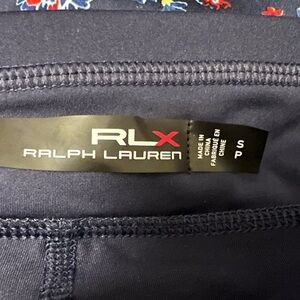 RLX
RALPH LAUREN
MADE IN
CHINA
FABRIQUÉ EN
CHINE
S
P